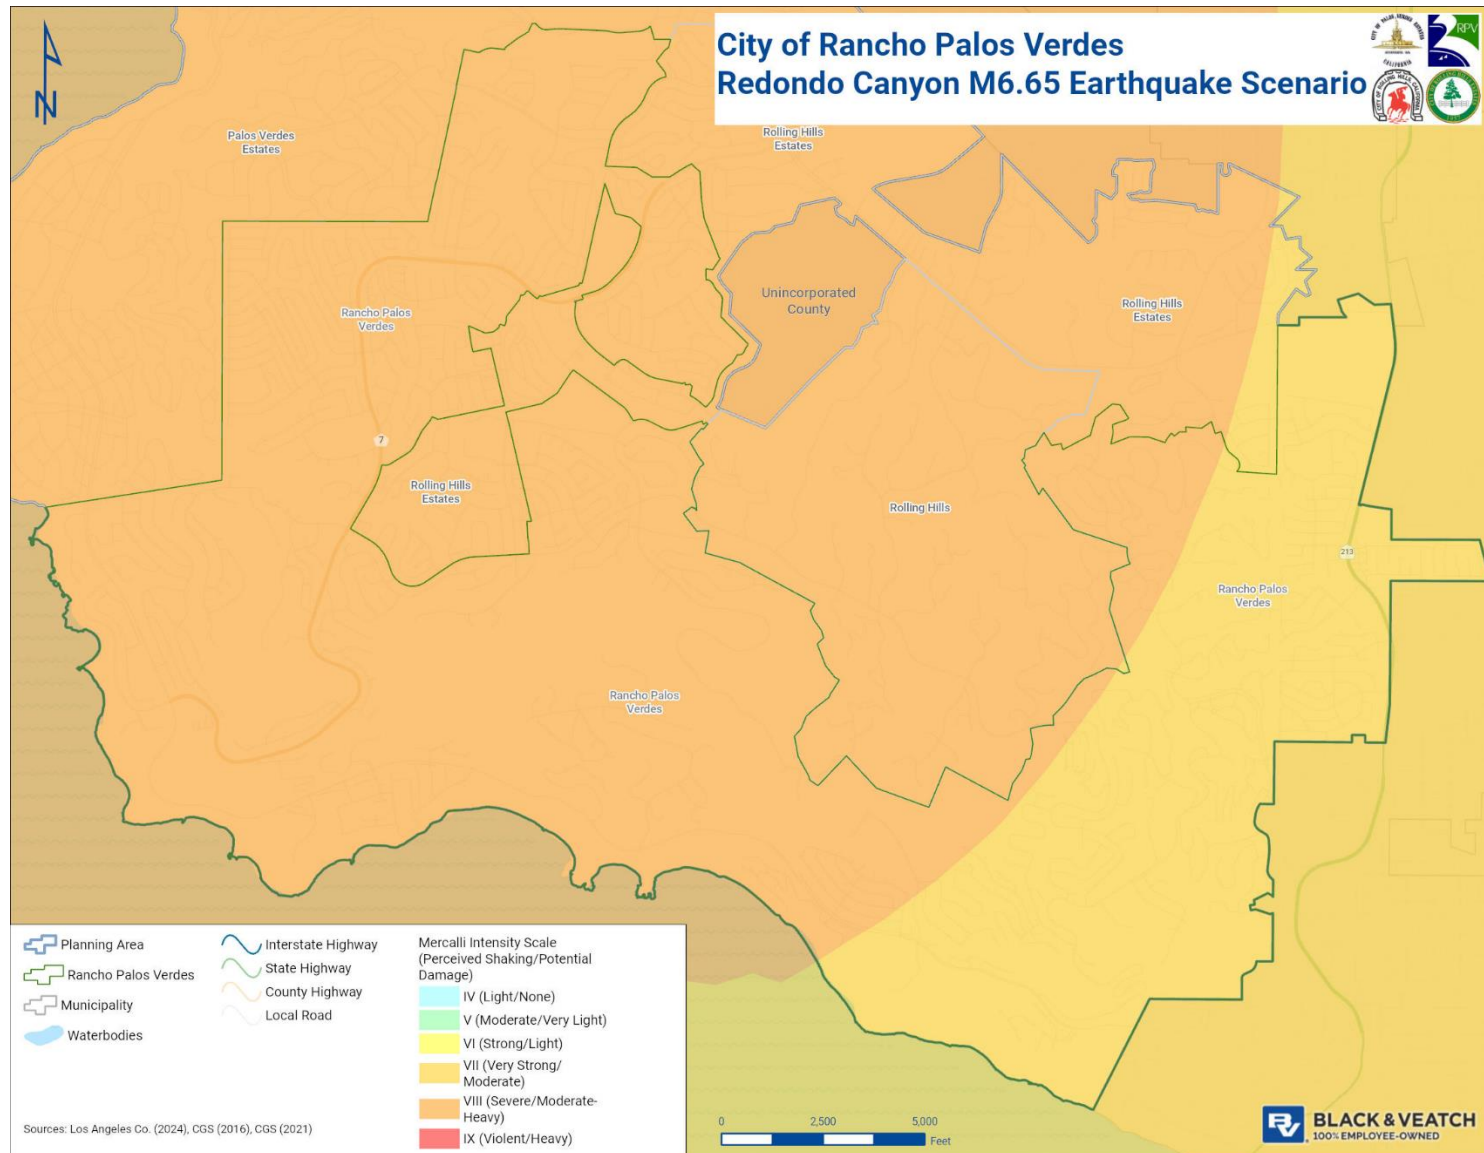 City of Rancho Palos Verdes
Redondo Canyon M6.65 Earthquake Scenario
RPV
N
Palos Verdes
Estates
Rolling Hills
Estates
Unincorporated
County
Rancho Palos
Verdes
Rolling Hills
Estates
7
Rolling Hills
Estates
Rolling Hills
213
Rancho Palos
Verdes
Rancho Palos
Verdes
Planning Area
Rancho Palos Verdes
Municipality
Waterbodies
Interstate Highway
State Highway
County Highway
Local Road
Mercalli Intensity Scale
(Perceived Shaking/Potential
Damage)
IV (Light/None)
V (Moderate/Very Light)
VI (Strong/Light)
VII (Very Strong/
Moderate)
VIII (Severe/Moderate-
Heavy)
IX (Violent/Heavy)
Sources: Los Angeles Co. (2024), CGS (2016), CGS (2021)
0 2,500 5,000
Feet
BLACK & VEATCH
100% EMPLOYEE-OWNED